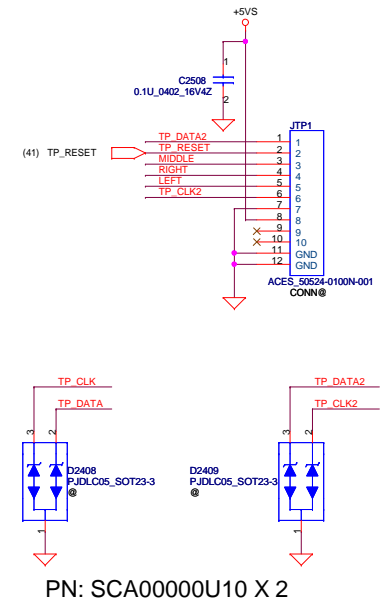 +5VS
1
C2508
0.1U_0402_16V4Z
2
JTP1
TP_DATA2 1 1
(41) TP_RESET TP_RESET 2 2
MIDDLE 3 3
RIGHT 4 4
LEFT 5 5
TP_CLK2 6 6
7 7
8 8
9 9
10 10
11 GND
12 GND
ACES_50524-0100N-001
CONN@
TP_CLK TP_DATA2
TP_DATA TP_CLK2
3 2 3 2
D2408 D2409
PJDLC05_SOT23-3 PJDLC05_SOT23-3
@ @
1 1
PN: SCA00000U10 X 2